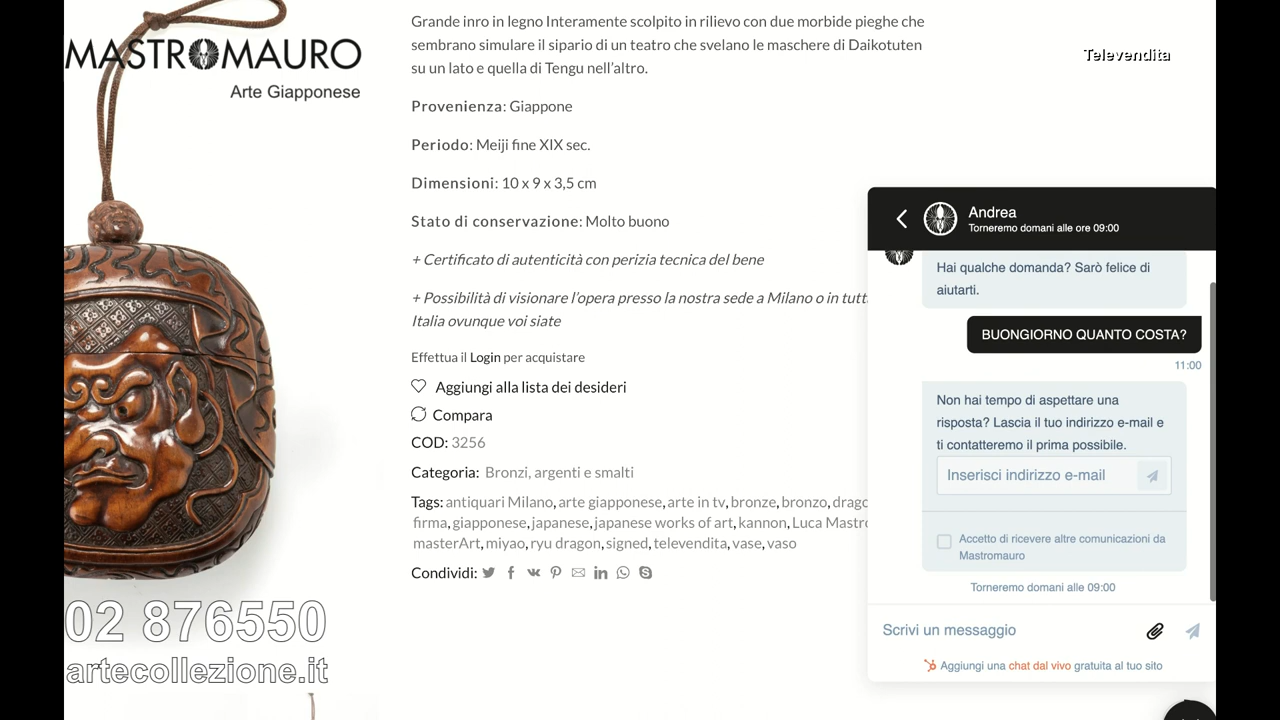 MASTROMAURO
Arte Giapponese
Grande inro in legno Interamente scolpito in rilievo con due morbide pieghe che
sembrano simulare il sipario di un teatro che svelano le maschere di Daikotuten
su un lato e quella di Tengu nell'altro.
Televendita
Provenienza: Giappone
Periodo: Meiji fine XIX sec.
Dimensioni: 10 x 9 x 3,5 cm
Stato di conservazione: Molto buono
+ Certificato di autenticità con perizia tecnica del bene
+ Possibilità di visionare l'opera presso la nostra sede a Milano o in
Italia ovunque voi siate
Effettua il Login per acquistare
Aggiungi alla lista dei desideri
Compara
COD: 3256
Categoria: Bronzi, argenti e smalti
Tags: antiquari Milano, arte giapponese, arte in tv, bronze, bronzo,
firma, giapponese, japanese, japanese works of art, kannon, Luca
masterArt, miyao, ryu dragon, signed, televendita, vase, vaso
Condividi:
02 876550
artecollezione.it
Andrea
Torneremo domani alle ore 09:00
Hai qualche domanda? Sarò felice di
aiutarti.
BUONGIORNO QUANTO COSTA?
11:00
Non hai tempo di aspettare una
risposta? Lascia il tuo indirizzo e-mail e
ti contatteremo il prima possibile.
Inserisci indirizzo e-mail
Accetto di ricevere altre comunicazioni da
Mastromauro
Torneremo domani alle 09:00
Scrivi un messaggio
Aggiungi una chat dal vivo gratuita al tuo sito